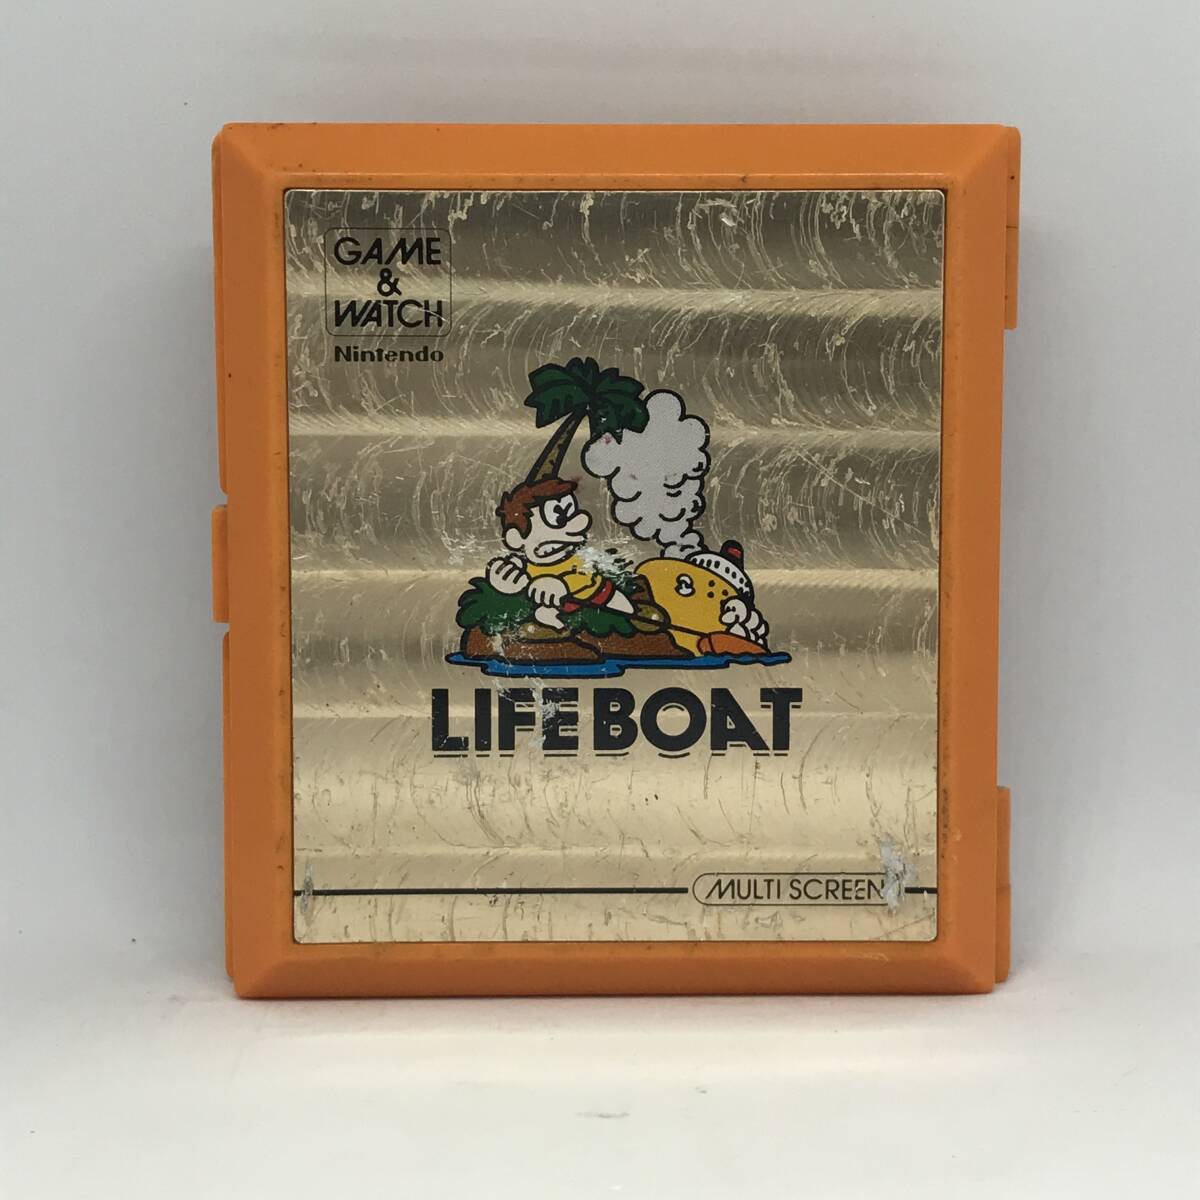 GAME
&
WATCH
Nintendo
LIFEBOAT
MULTI SCREEN